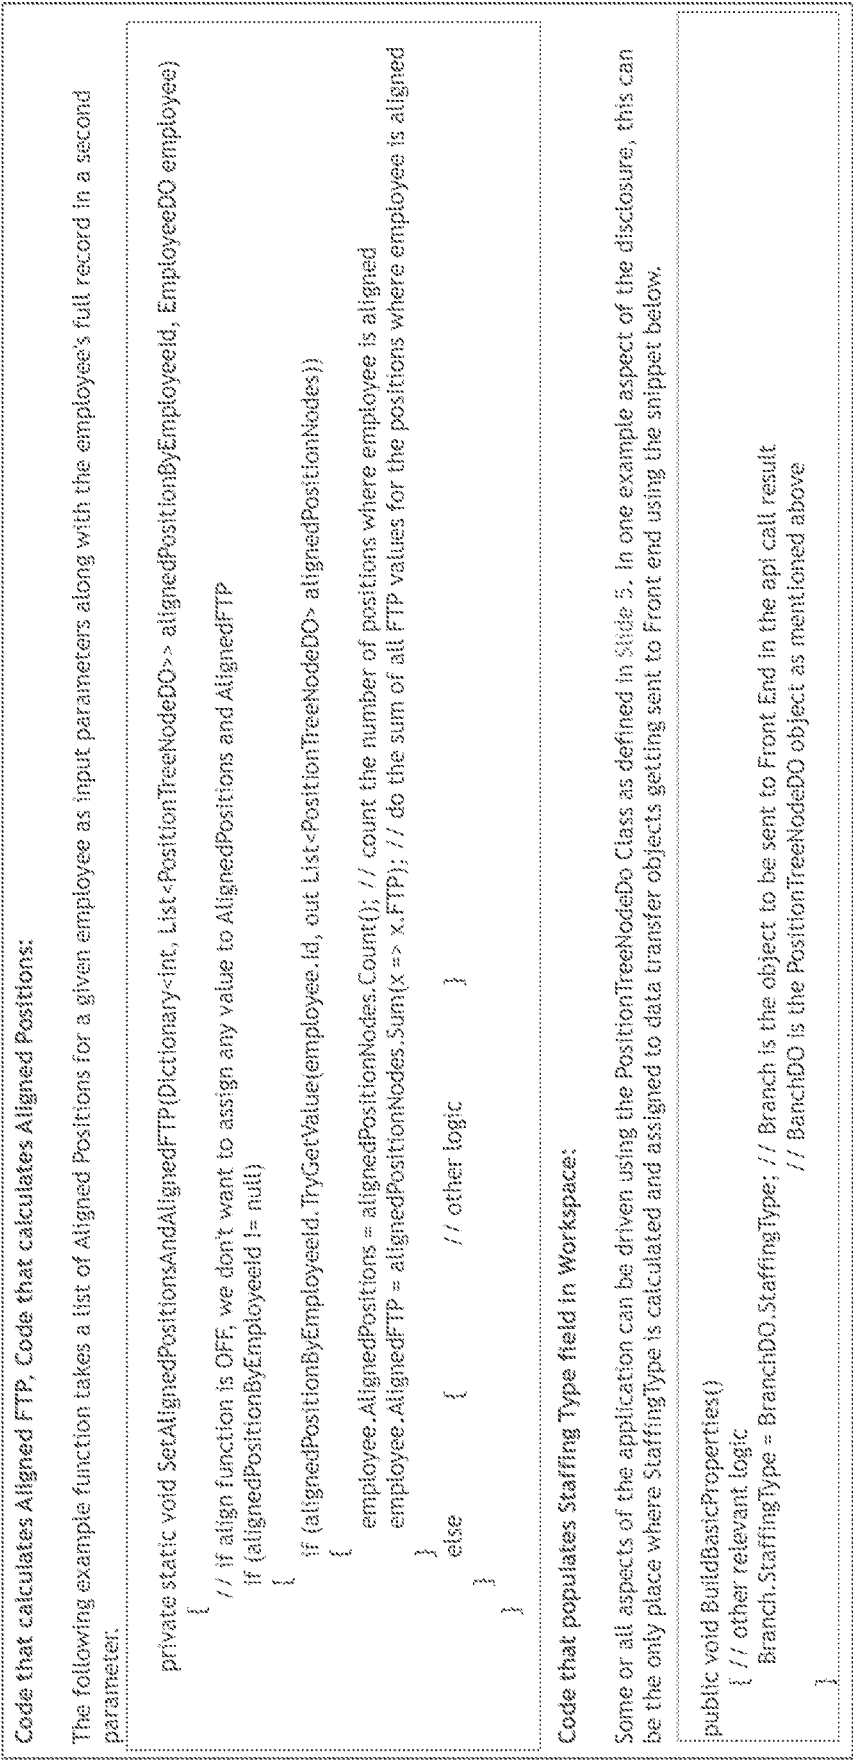 Code that calculates Aligned FTP, Code that calculates Aligned Positions:
The following example function takes a list of Aligned Positions for a given employee as input parameters along with the employee's full record in a second
parameter.
private static void SetAlignedPositionsAndAlignedFTP(Dictionary<int, List<PositionTreeNodeDO>> alignedPositionByEmployeeId, EmployeeDO employee)
{
// if align function is OFF, we don't want to assign any value to AlignedPositions and AlignedFTP
if (alignedPositionByEmployeeId != null)
{
if (alignedPositionByEmployeeId.TryGetValue(employee.Id, out List<PositionTreeNodeDO> alignedPositionNodes))
{
employee.AlignedPositions = alignedPositionNodes.Count(); // count the number of positions where employee is aligned
employee.AlignedFTP = alignedPositionNodes.Sum(x => x.FTP); // do the sum of all FTP values for the positions where employee is aligned
}
else { // other logic }
}
}
Code that populates Staffing Type field in Workspace:
Some or all aspects of the application can be driven using the PositionTreeNodeDo Class as defined in Slide 5. In one example aspect of the disclosure, this can
be the only place where StaffingType is calculated and assigned to data transfer objects getting sent to Front end using the snippet below.
public void BuildBasicProperties()
{ // other relevant logic
Branch.StaffingType = BranchDO.StaffingType; // Branch is the object to be sent to Front End in the api call result
// BanchDO is the PositionTreeNodeDO object as mentioned above
}